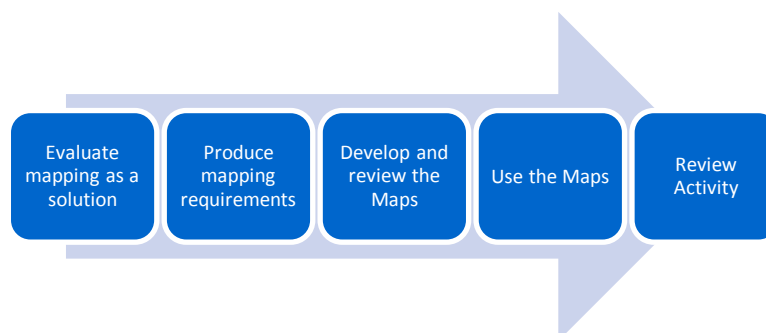 Evaluate
mapping as a
solution
Produce
mapping
requirements
Develop and
review the
Maps
Use the Maps
Review
Activity